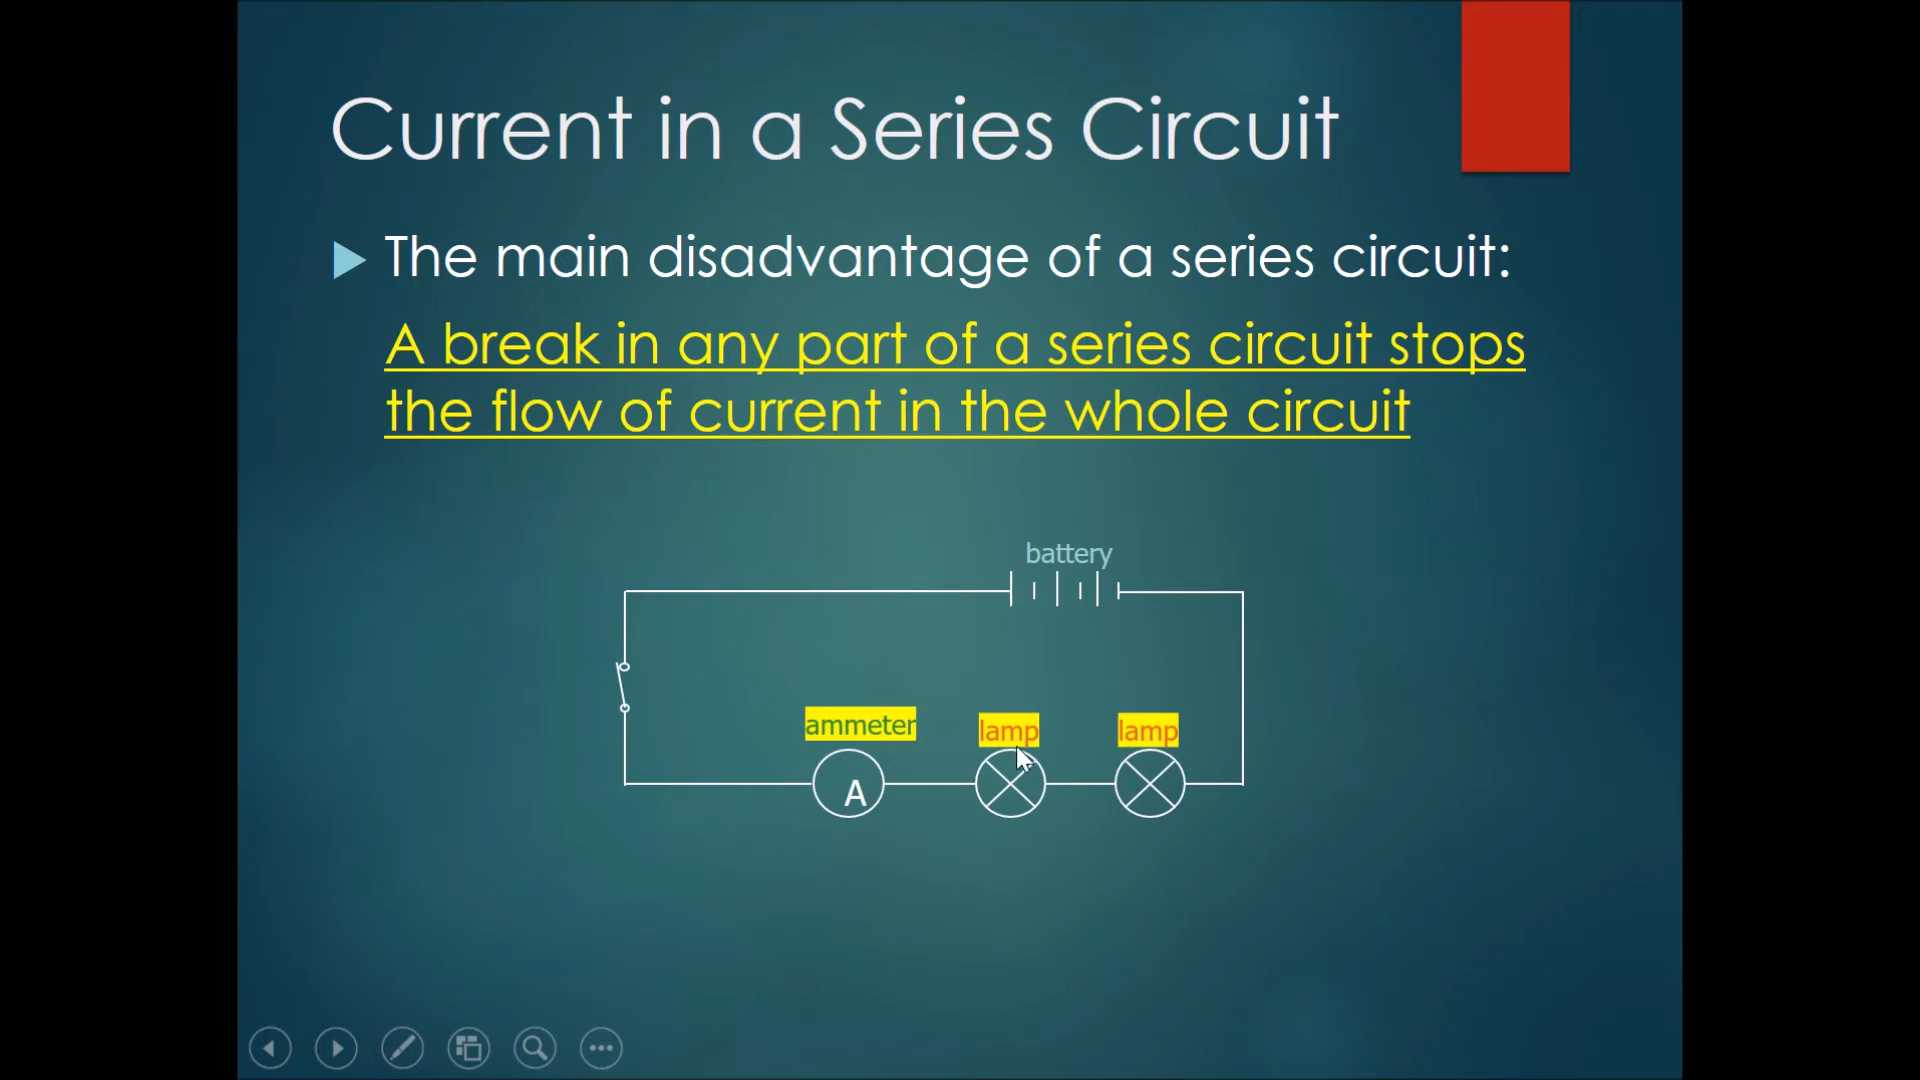 Current in a Series Circuit
The main disadvantage of a series circuit:
A break in any part of a series circuit stops
the flow of current in the whole circuit
battery
ammeter
lamp
lamp
A